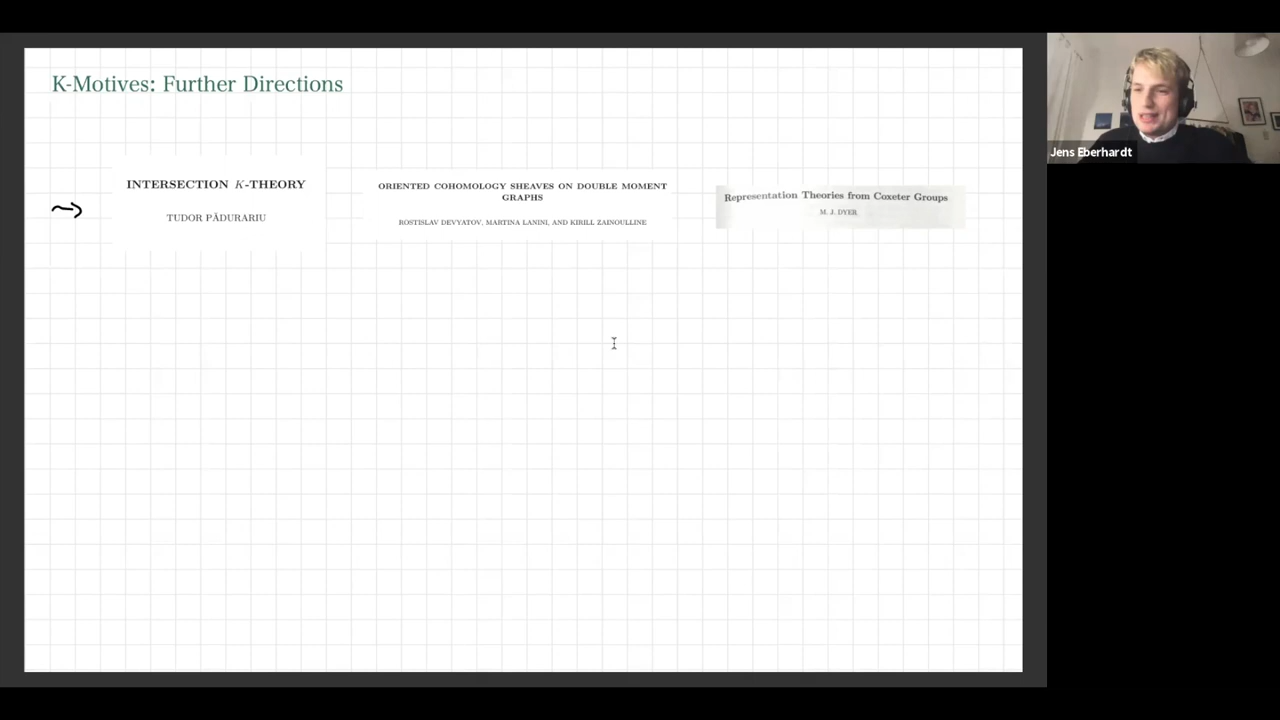 K-Motives: Further Directions
INTERSECTION K-THEORY
TUDOR PĂDURARIU
ORIENTED COHOMOLOGY SHEAVES ON DOUBLE MOMENT
GRAPHS
ROSTISLAV DEVYATOV, MARTINA LANINI, AND KIRILL ZAINOULLINE
Representation Theories from Coxeter Groups
M. J. DYER
Jens Eberhardt